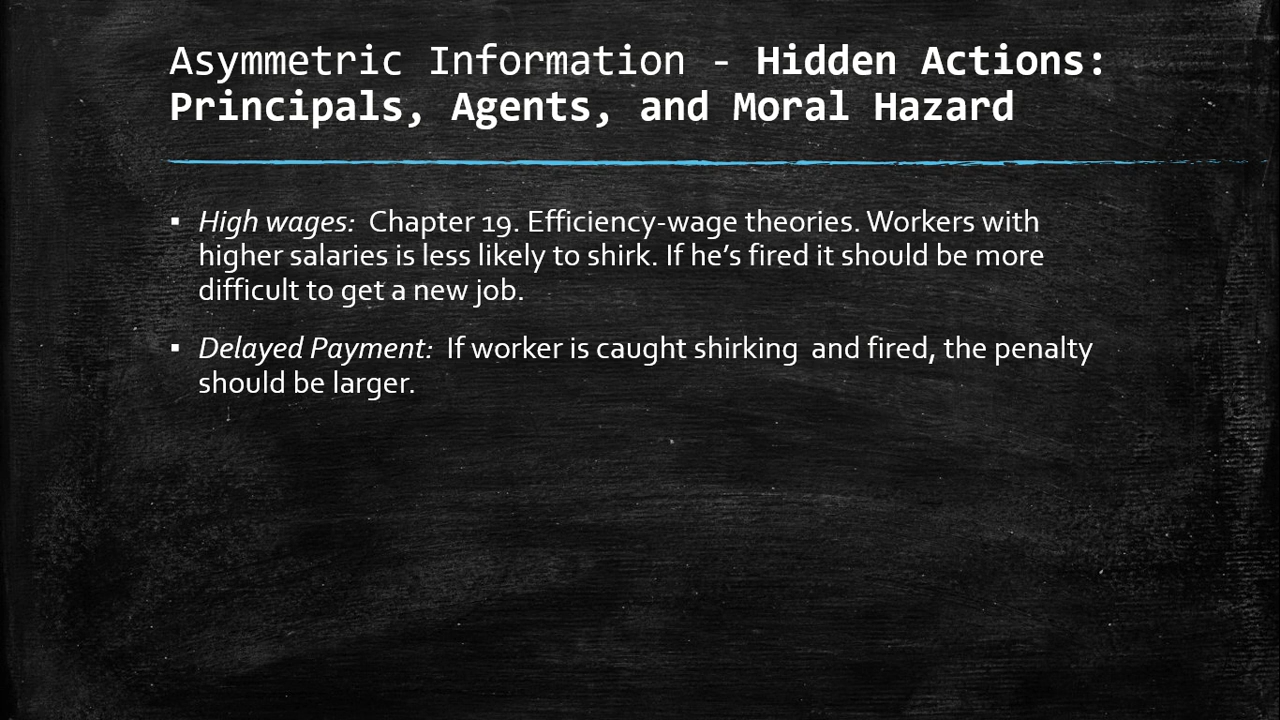 Asymmetric Information - Hidden Actions:
Principals, Agents, and Moral Hazard
▪ High wages:  Chapter 19. Efficiency-wage theories. Workers with
higher salaries is less likely to shirk. If he’s fired it should be more
difficult to get a new job.
▪ Delayed Payment:  If worker is caught shirking  and fired, the penalty
should be larger.